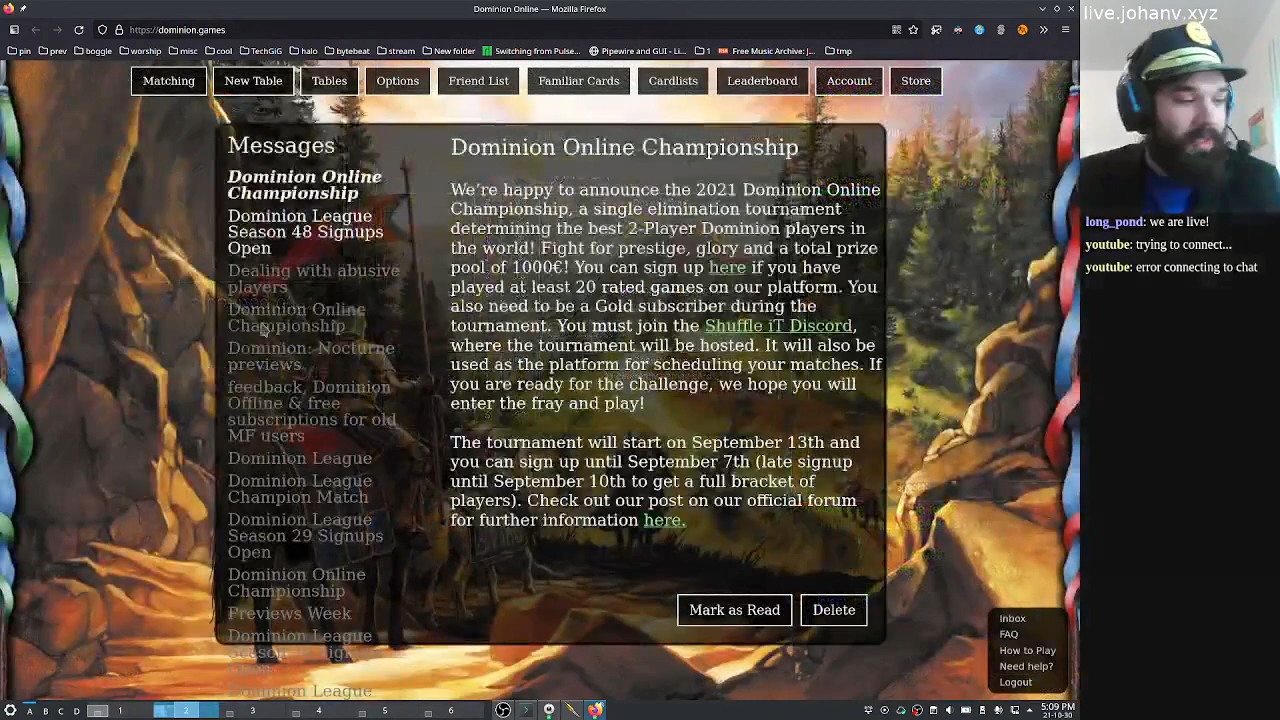 Dominion Online — Mozilla Firefox
live.johanv.xyz
https://dominion.games
pin prev boggle worship misc cool TechGiG halo bytebeat stream New folder Switching from Pulse... Pipewire and GUI - Li... 1 Free Music Archive: J... tmp
Matching New Table Tables Options Friend List Familiar Cards Cardlists Leaderboard Account Store
Messages
Dominion Online
Championship
Dominion League
Season 48 Signups
Open
Dealing with abusive
players
Dominion Online
Championship
Dominion: Nocturne
previews
feedback, Dominion
Offline & free
subscriptions for old
MF users
Dominion League
Dominion League
Champion Match
Dominion League
Season 29 Signups
Open
Dominion Online
Championship
Previews Week
Dominion League
Dominion League
Dominion Online Championship
We're happy to announce the 2021 Dominion Online
Championship, a single elimination tournament
determining the best 2-Player Dominion players in
the world! Fight for prestige, glory and a total prize
pool of 1000€! You can sign up here if you have
played at least 20 rated games on our platform. You
also need to be a Gold subscriber during the
tournament. You must join the Shuffle iT Discord,
where the tournament will be hosted. It will also be
used as the platform for scheduling your matches. If
you are ready for the challenge, we hope you will
enter the fray and play!
The tournament will start on September 13th and
you can sign up until September 7th (late signup
until September 10th to get a full bracket of
players). Check out our post on our official forum
for further information here.
Mark as Read Delete
long_pond: we are live!
youtube: trying to connect...
youtube: error connecting to chat
Inbox
FAQ
How to Play
Need help?
Logout
A B C D 1 2 3 4 5 6
5:09 PM
21-10-30